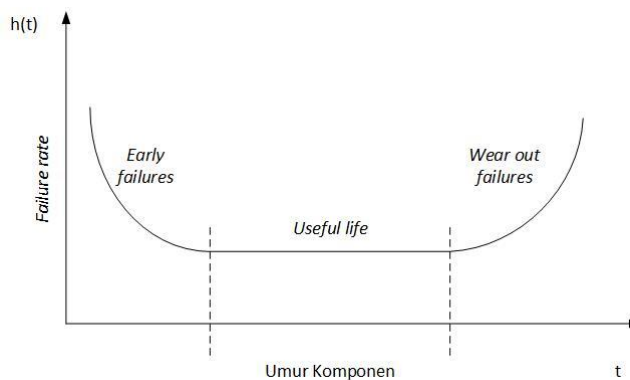 h(t)
Failure rate
Early
failures
Useful life
Wear out
failures
Umur Komponen
t